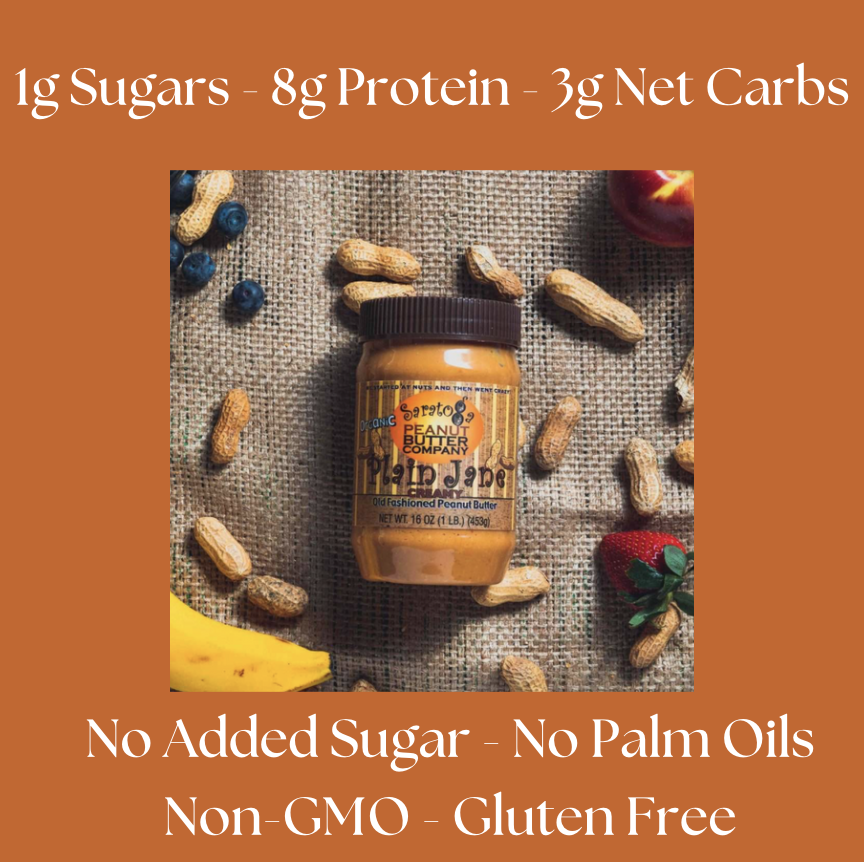 1g Sugars - 8g Protein - 3g Net Carbs
STARTED AT NUTS AND THEN WENT CRAZY
Organic
Saratoga
PEANUT
BUTTER
COMPANY
Plain Jane
CREAMY
Old Fashioned Peanut Butter
NET WT. 16 OZ (1 LB.) (453g)
No Added Sugar - No Palm Oils
Non-GMO - Gluten Free